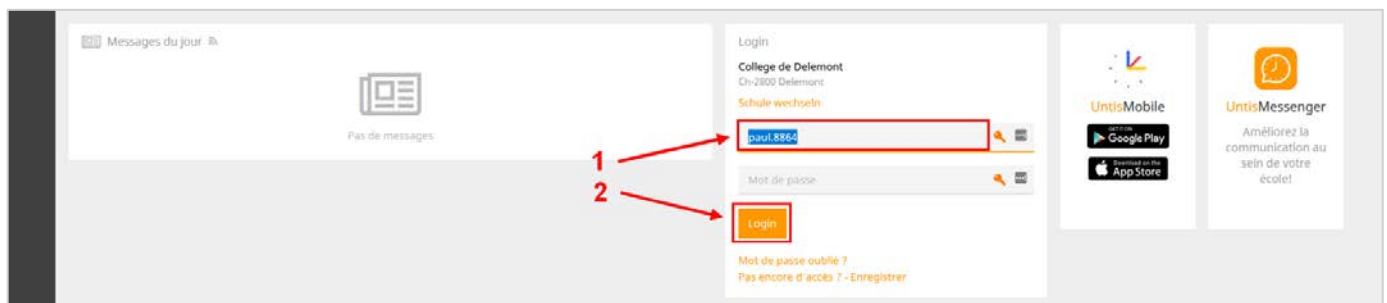 Messages du jour
Pas de messages
1
2
Login
College de Delemont
Ch-2800 Delemont
Schule wechseln
paul.8864
Mot de passe
Login
Mot de passe oublié ?
Pas encore d'accès ? - Enregistrer
UntisMobile
GET IT ON
Google Play
Download on the
App Store
UntisMessenger
Améliorez la
communication au
sein de votre
école!